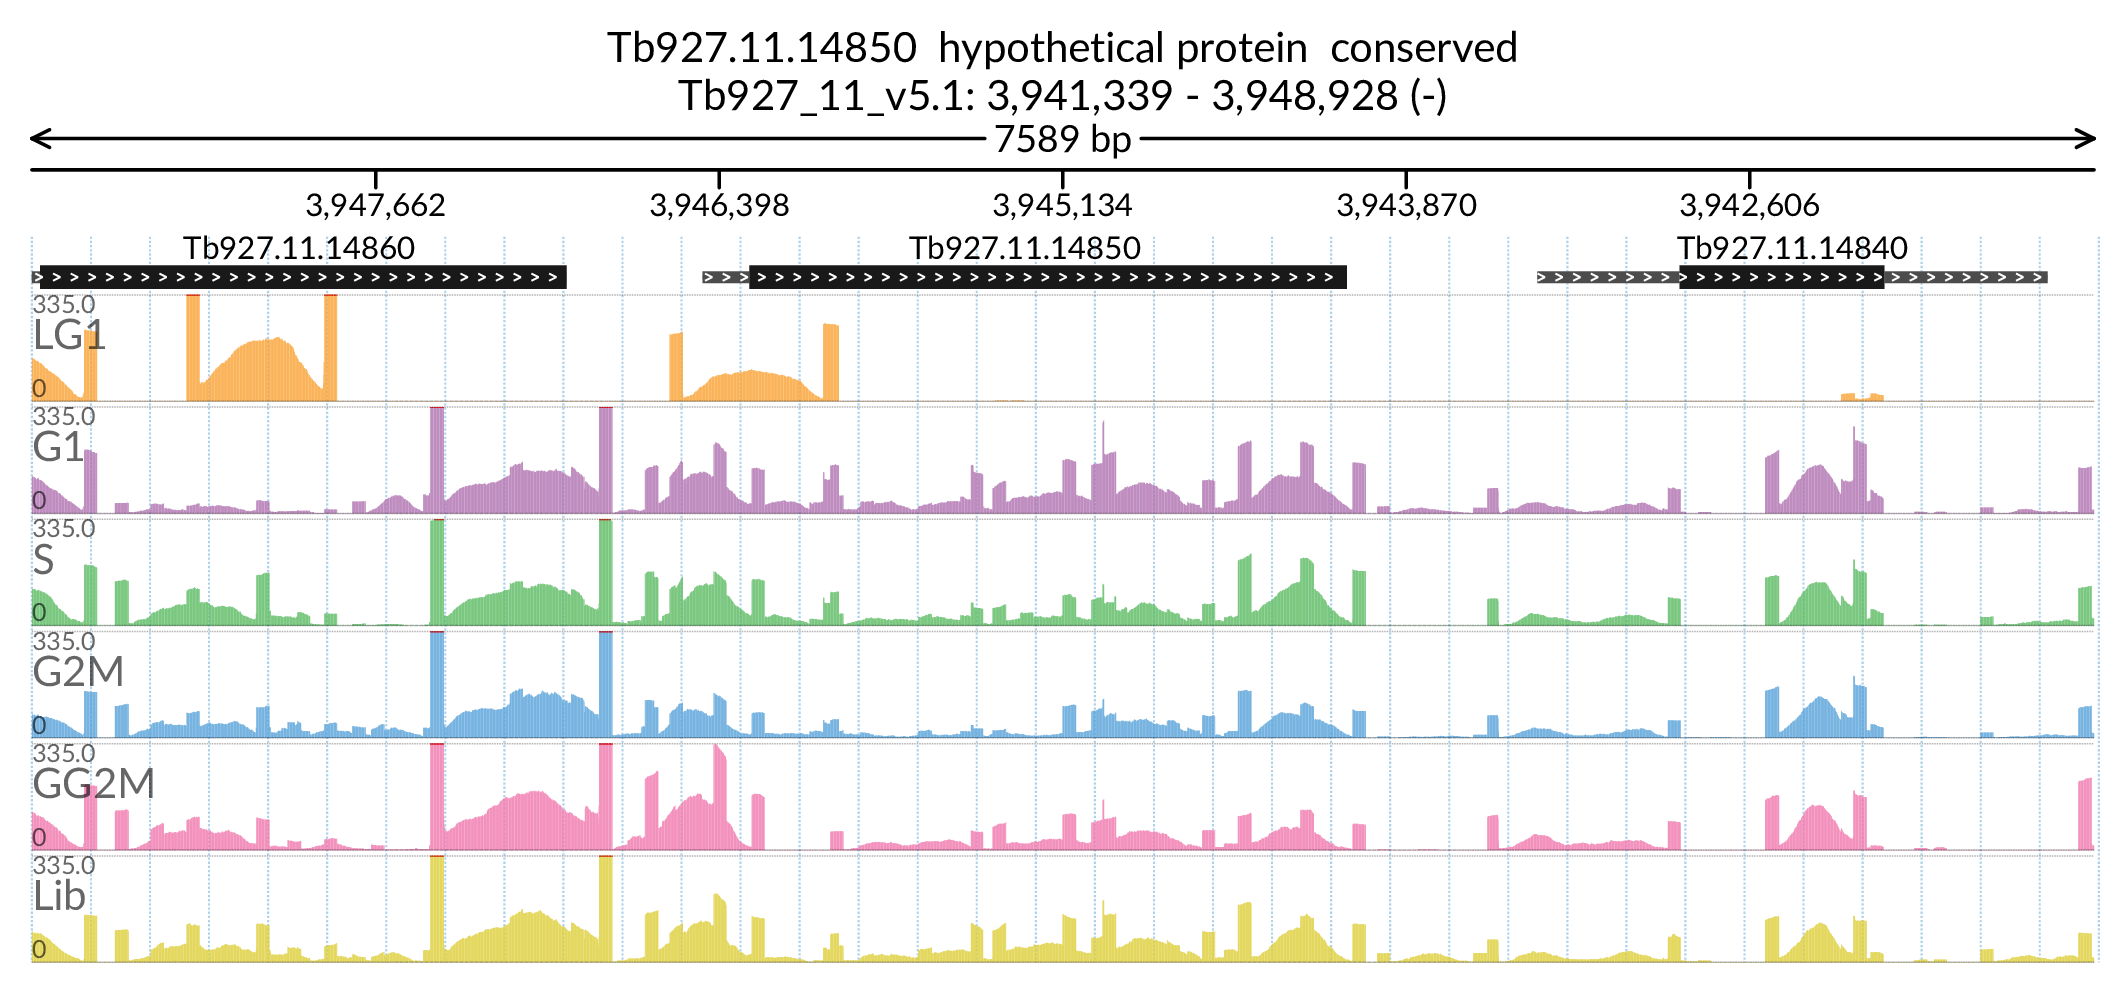 Tb927.11.14850 hypothetical protein conserved
Tb927_11_v5.1: 3,941,339 - 3,948,928 (-)
7589 bp
3,947,662 3,946,398 3,945,134 3,943,870 3,942,606
Tb927.11.14860 Tb927.11.14850 Tb927.11.14840
335.0
LG1
0
335.0
G1
0
335.0
S
0
335.0
G2M
0
335.0
GG2M
0
335.0
Lib
0